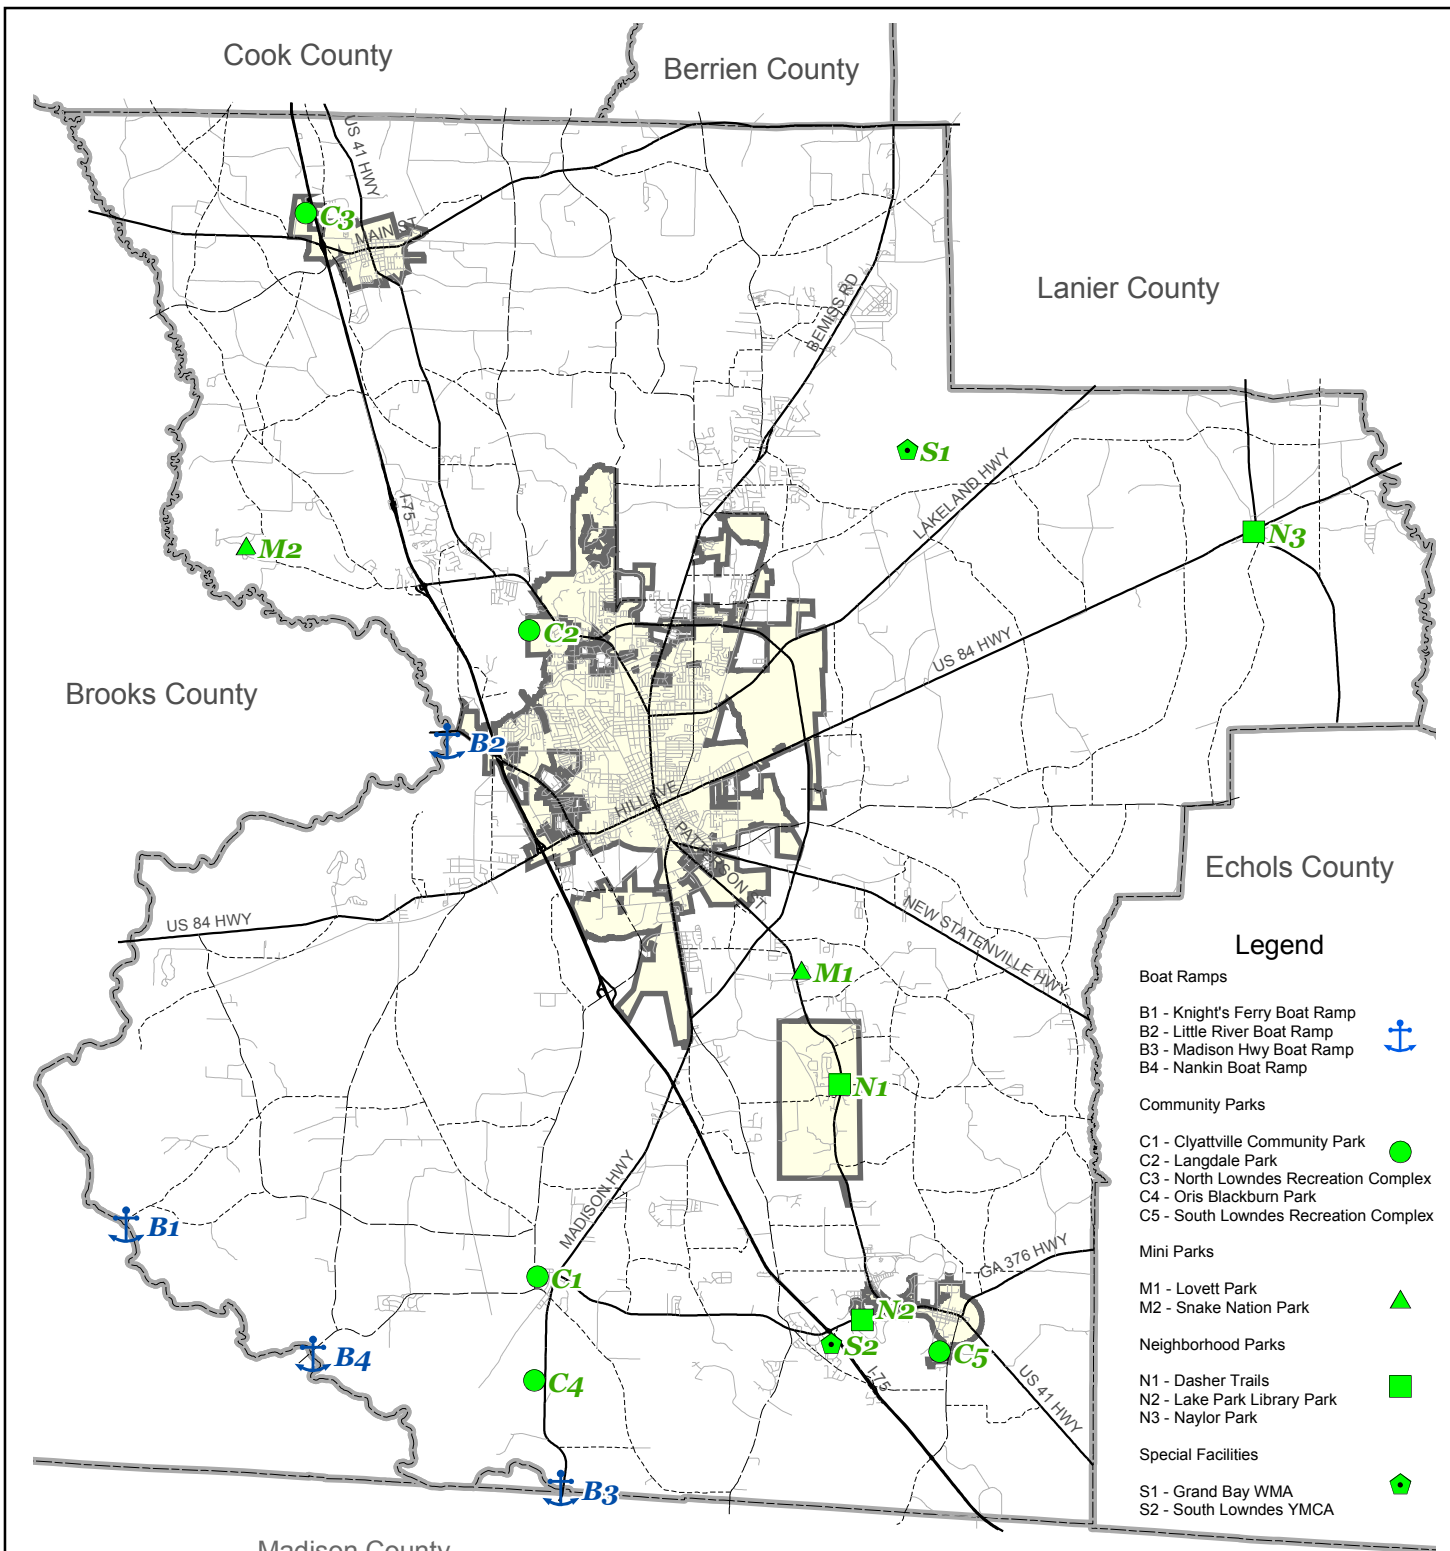 Cook County
Berrien County
US 41 HWY
C3
MAIN ST
Lanier County
BEMISS RD
S1
LAKELAND HWY
I-75
N3
M2
C2
US 84 HWY
Brooks County
B2
HILL AVE
PATTERSON ST
Echols County
US 84 HWY
NEW STATENVILLE HWY
M1
N1
MADISON HWY
B1
GA 376 HWY
C1
N2
S2
C5
B4
C4
I-75
US 41 HWY
B3
Madison County
Legend
Boat Ramps
B1 - Knight's Ferry Boat Ramp
B2 - Little River Boat Ramp
B3 - Madison Hwy Boat Ramp
B4 - Nankin Boat Ramp
Community Parks
C1 - Clyattville Community Park
C2 - Langdale Park
C3 - North Lowndes Recreation Complex
C4 - Oris Blackburn Park
C5 - South Lowndes Recreation Complex
Mini Parks
M1 - Lovett Park
M2 - Snake Nation Park
Neighborhood Parks
N1 - Dasher Trails
N2 - Lake Park Library Park
N3 - Naylor Park
Special Facilities
S1 - Grand Bay WMA
S2 - South Lowndes YMCA